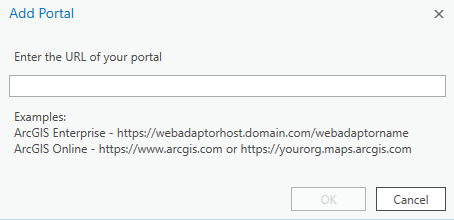 Add Portal
Enter the URL of your portal
Examples:
ArcGIS Enterprise - https://webadaptorhost.domain.com/webadaptorname
ArcGIS Online - https://www.arcgis.com or https://yourorg.maps.arcgis.com
OK
Cancel